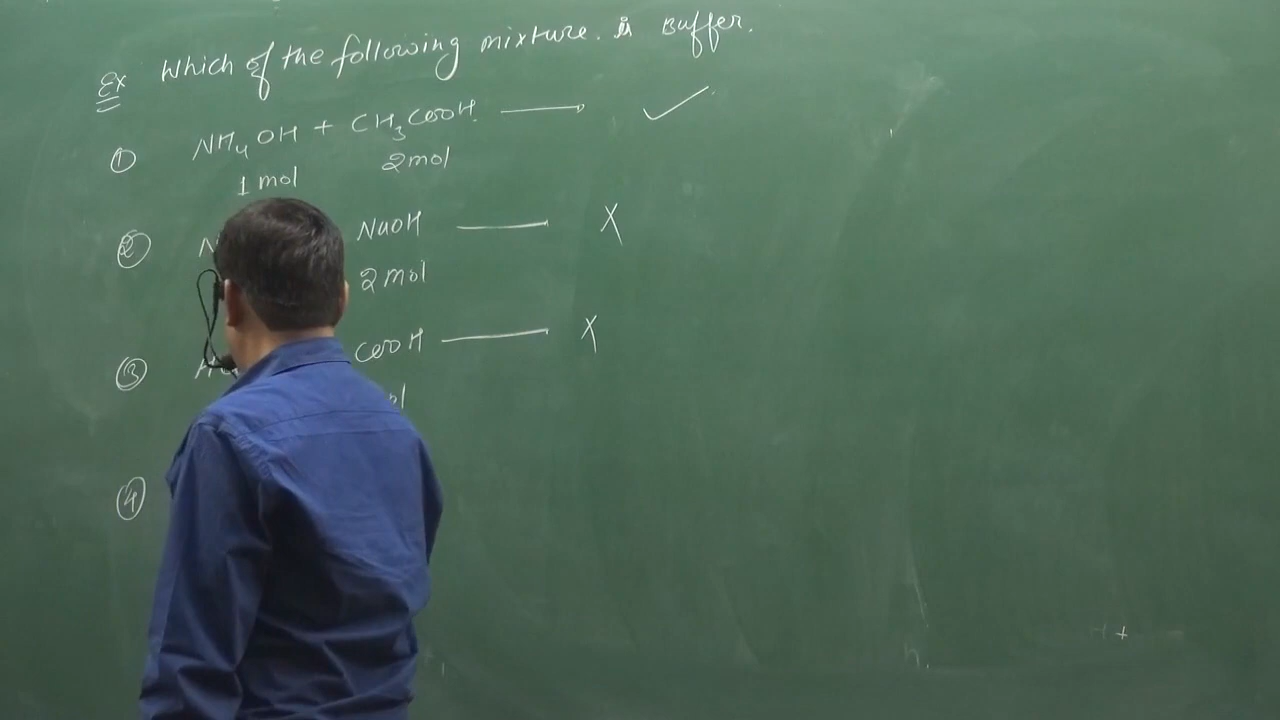 Ex Which of the following mixture. is Buffer.
① NH₄OH + CH₃COOH. ⟶ ✓
1 mol 2 mol
② N NaOH — X
2 mol
③ COOH — X
④